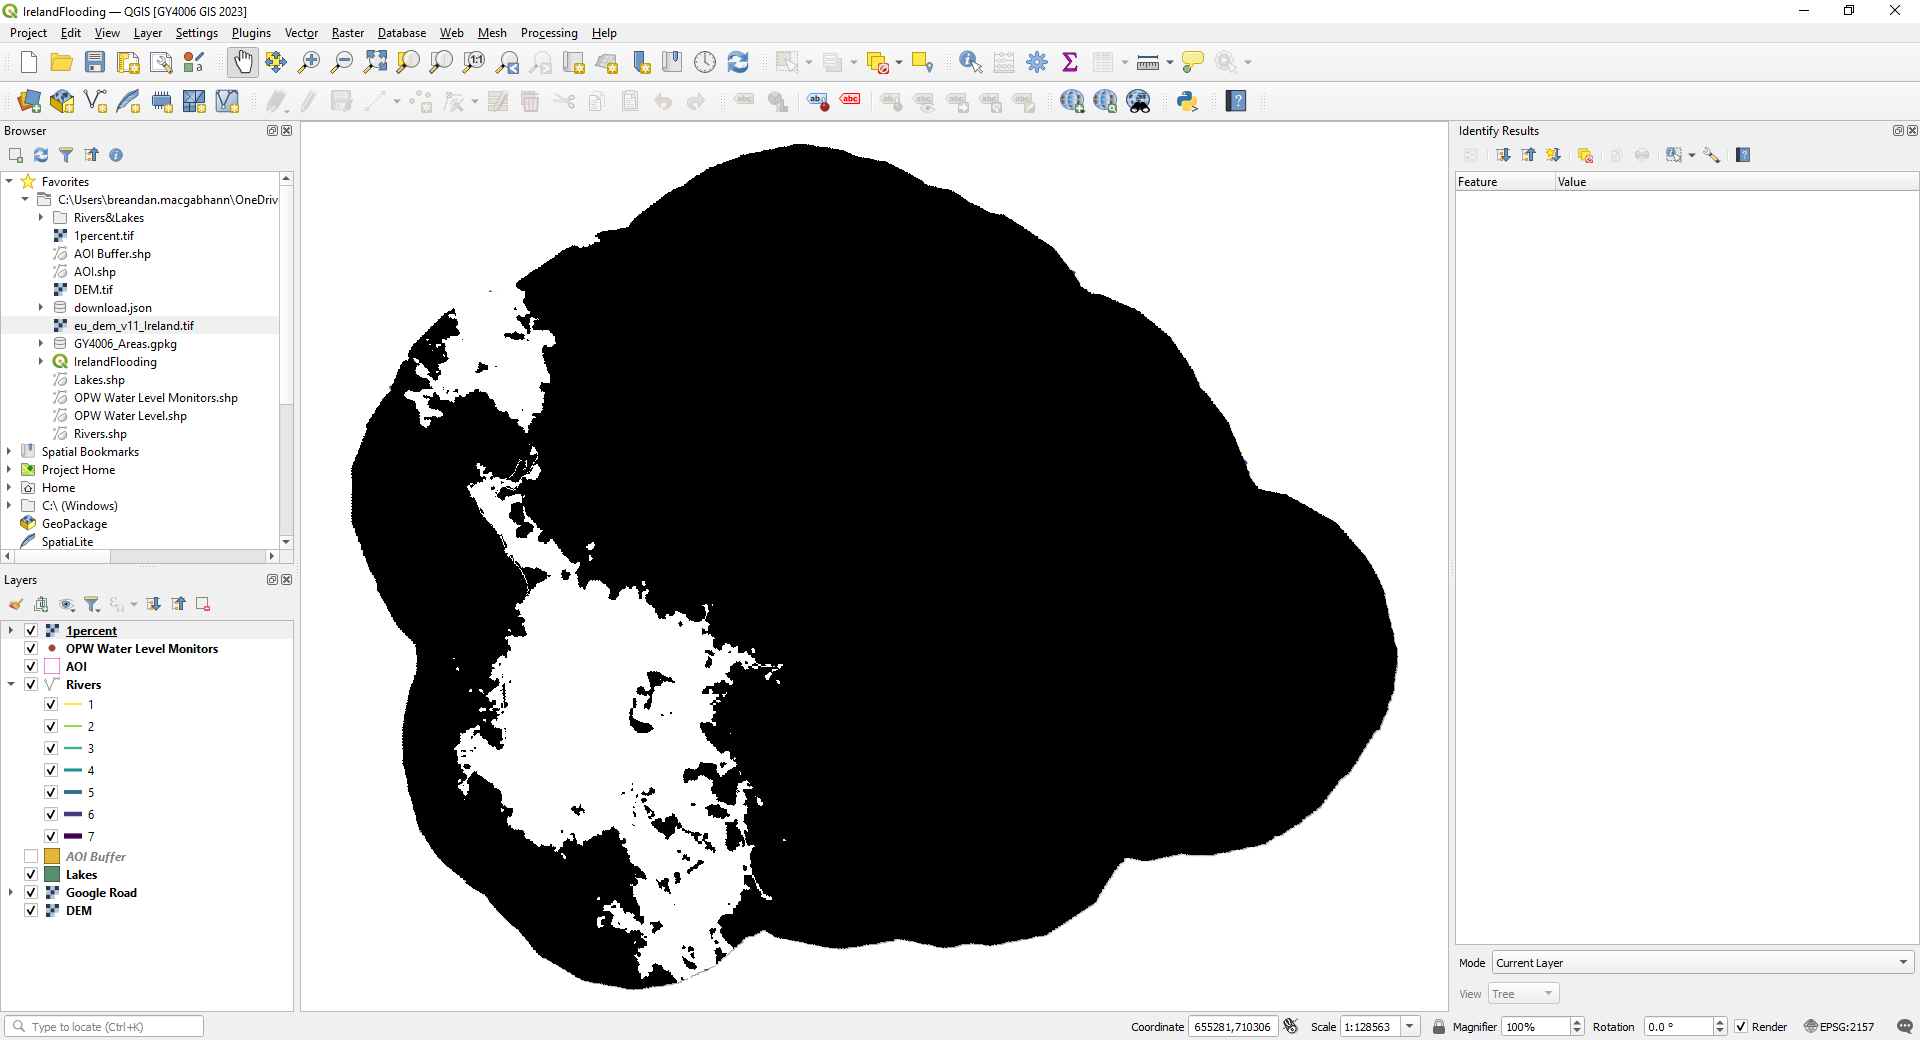 IrelandFlooding — QGIS [GY4006 GIS 2023]
Project Edit View Layer Settings Plugins Vector Raster Database Web Mesh Processing Help
Browser
Favorites
C:\Users\breandan.macgabhann\OneDriv
Rivers&Lakes
1percent.tif
AOI Buffer.shp
AOI.shp
DEM.tif
download.json
eu_dem_v11_Ireland.tif
GY4006_Areas.gpkg
IrelandFlooding
Lakes.shp
OPW Water Level Monitors.shp
OPW Water Level.shp
Rivers.shp
Spatial Bookmarks
Project Home
Home
C:\ (Windows)
GeoPackage
SpatiaLite
Layers
1percent
OPW Water Level Monitors
AOI
Rivers
1
2
3
4
5
6
7
AOI Buffer
Lakes
Google Road
DEM
Identify Results
Feature Value
Mode Current Layer
View Tree
Type to locate (Ctrl+K)
Coordinate 655281,710306 Scale 1:128563 Magnifier 100% Rotation 0.0 ° Render EPSG:2157